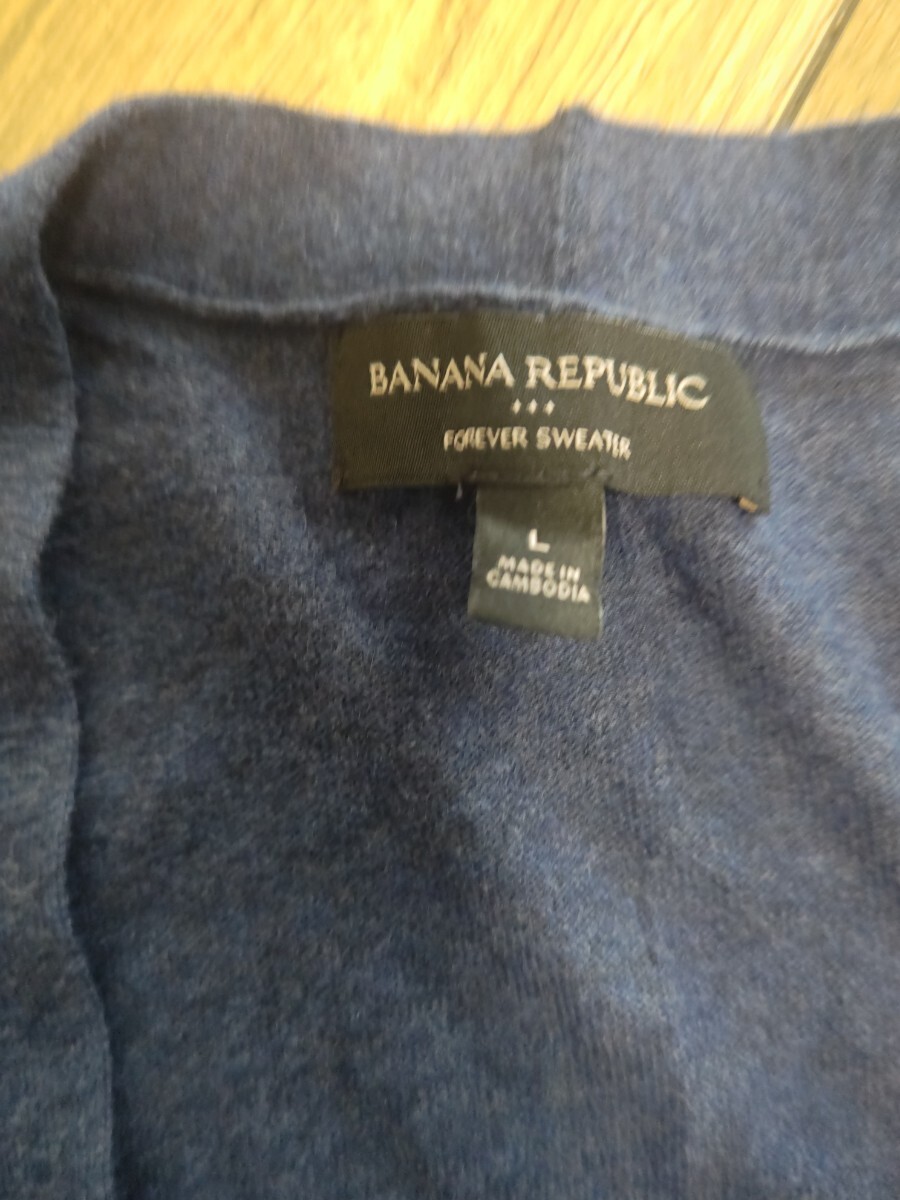 BANANA REPUBLIC
FOREVER SWEATER
L
MADE IN
CAMBODIA